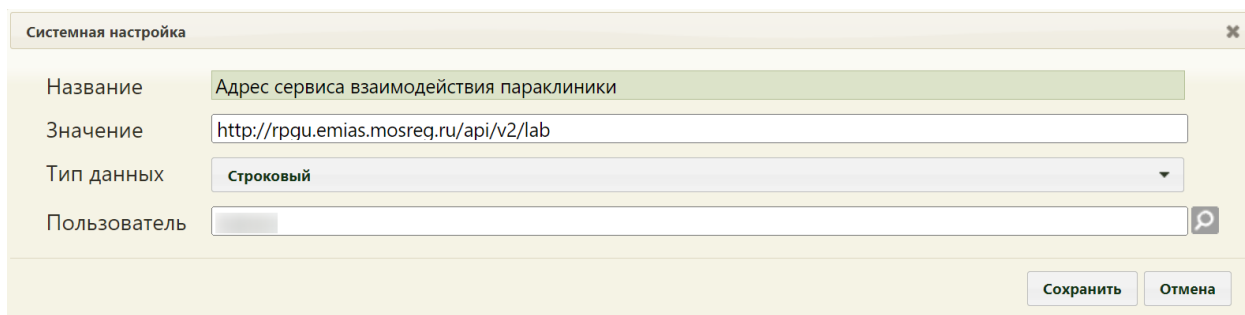 Системная настройка
Название
Адрес сервиса взаимодействия параклиники
Значение
http://rpgu.emias.mosreg.ru/api/v2/lab
Тип данных
Строковый
Пользователь
Сохранить Отмена